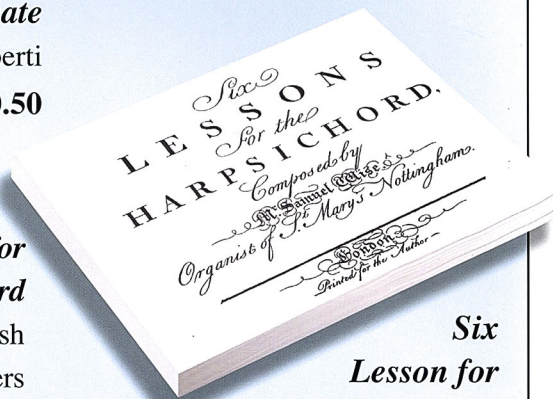 ate
erti
.50
for
rd
sh
ers
Six
LESSONS
For the
HARPSICHORD,
Composed by
Mr. Samuel Wise
Organist of St. Mary's Nottingham.
London
Printed for the Author
Six
Lesson for